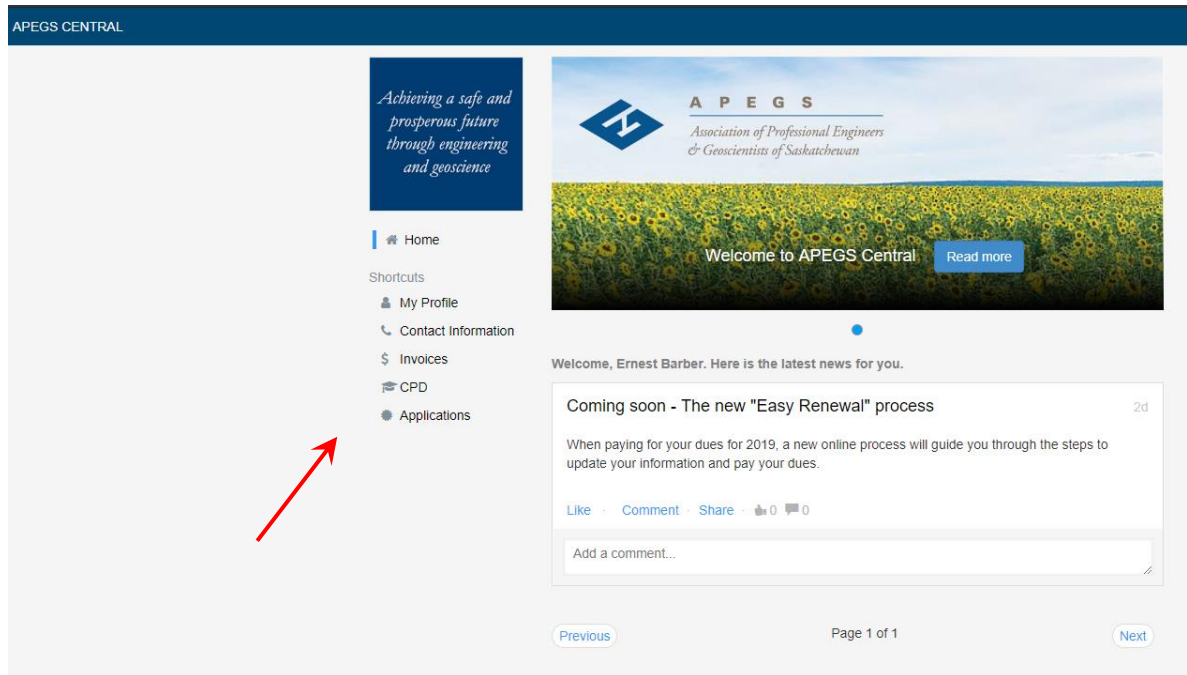 APEGS CENTRAL
Achieving a safe and
prosperous future
through engineering
and geoscience
Home
Shortcuts
My Profile
Contact Information
$ Invoices
CPD
Applications
A P E G S
Association of Professional Engineers
& Geoscientists of Saskatchewan
Welcome to APEGS Central Read more
Welcome, Ernest Barber. Here is the latest news for you.
Coming soon - The new "Easy Renewal" process 2d
When paying for your dues for 2019, a new online process will guide you through the steps to
update your information and pay your dues.
Like · Comment · Share · 0 0
Add a comment...
Previous Page 1 of 1 Next